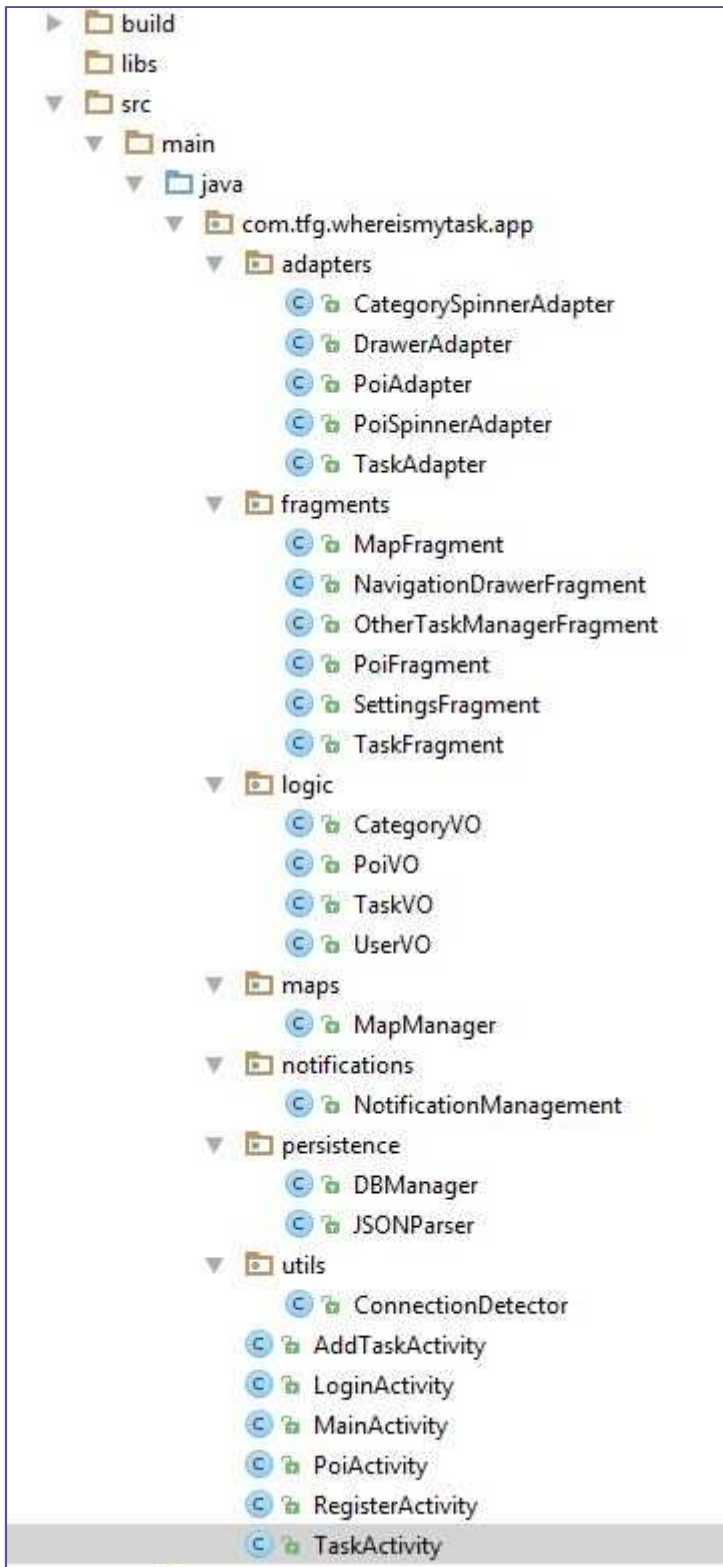 build
libs
src
main
java
com.tfg.whereismytask.app
adapters
CategorySpinnerAdapter
DrawerAdapter
PoiAdapter
PoiSpinnerAdapter
TaskAdapter
fragments
MapFragment
NavigationDrawerFragment
OtherTaskManagerFragment
PoiFragment
SettingsFragment
TaskFragment
logic
CategoryVO
PoiVO
TaskVO
UserVO
maps
MapManager
notifications
NotificationManagement
persistence
DBManager
JSONParser
utils
ConnectionDetector
AddTaskActivity
LoginActivity
MainActivity
PoiActivity
RegisterActivity
TaskActivity